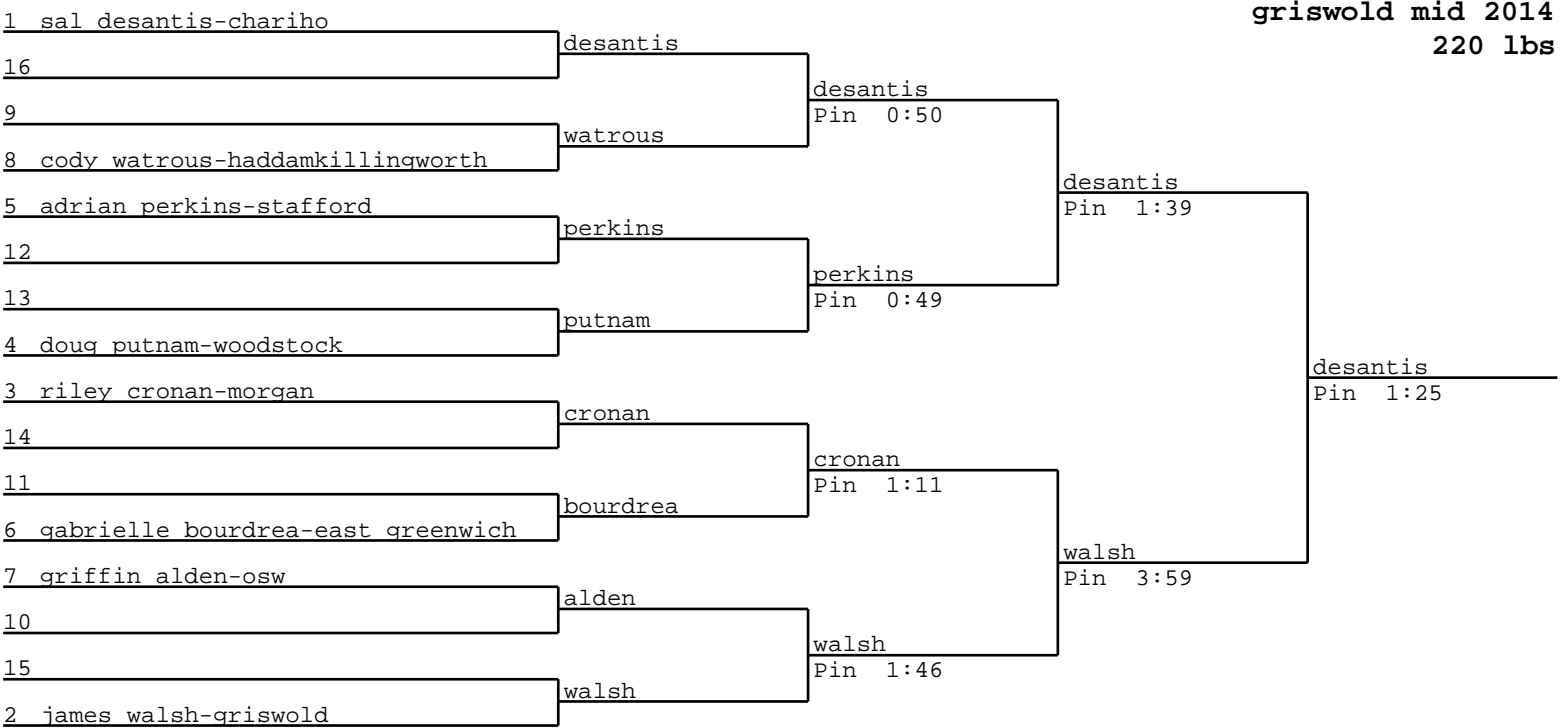 griswold mid 2014
220 lbs
1 sal desantis-chariho
16
9
8 cody watrous-haddamkillingworth
5 adrian perkins-stafford
12
13
4 doug putnam-woodstock
3 riley cronan-morgan
14
11
6 gabrielle bourdrea-east greenwich
7 griffin alden-osw
10
15
2 james walsh-griswold
desantis
watrous
perkins
putnam
cronan
bourdrea
alden
walsh
desantis
Pin 0:50
perkins
Pin 0:49
cronan
Pin 1:11
walsh
Pin 1:46
desantis
Pin 1:39
walsh
Pin 3:59
desantis
Pin 1:25